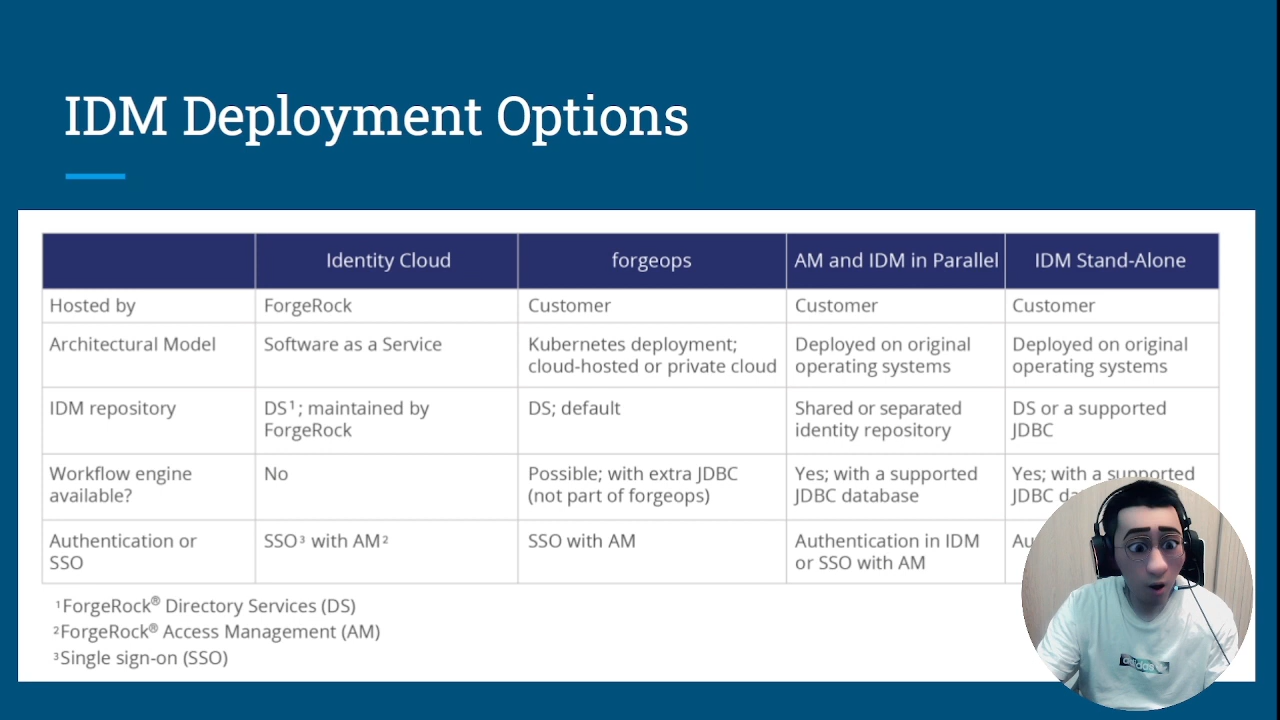 IDM Deployment Options
Identity Cloud
forgeops
AM and IDM in Parallel
IDM Stand-Alone
Hosted by
ForgeRock
Customer
Customer
Customer
Architectural Model
Software as a Service
Kubernetes deployment;
cloud-hosted or private cloud
Deployed on original
operating systems
Deployed on original
operating systems
IDM repository
DS¹; maintained by
ForgeRock
DS; default
Shared or separated
identity repository
DS or a supported
JDBC
Workflow engine
available?
No
Possible; with extra JDBC
(not part of forgeops)
Yes; with a supported
JDBC database
Yes; with a supported
JDBC
Authentication or
SSO
SSO³ with AM²
SSO with AM
Authentication in IDM
or SSO with AM
¹ForgeRock® Directory Services (DS)
²ForgeRock® Access Management (AM)
³Single sign-on (SSO)
adidas